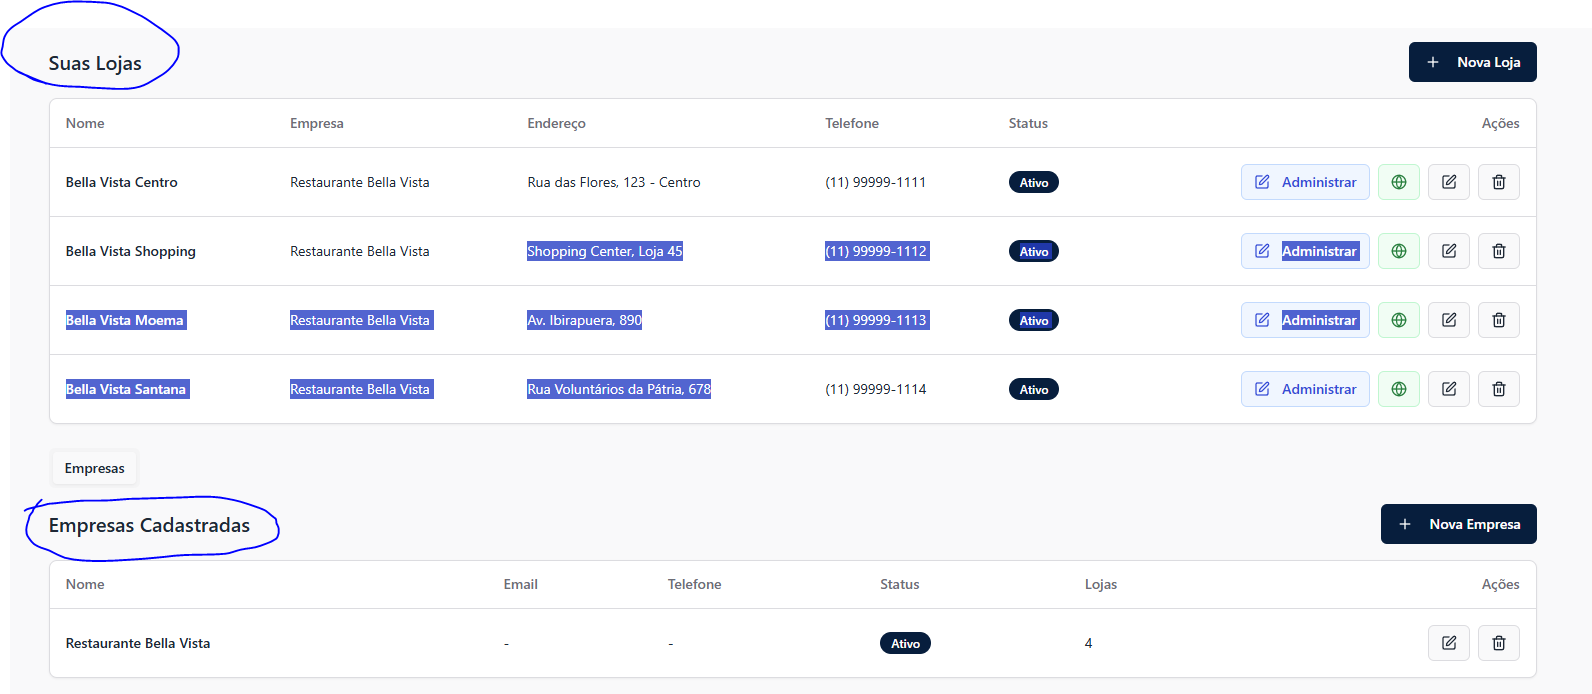 Suas Lojas
+ Nova Loja
Nome Empresa Endereço Telefone Status Ações
Bella Vista Centro Restaurante Bella Vista Rua das Flores, 123 - Centro (11) 99999-1111 Ativo Administrar
Bella Vista Shopping Restaurante Bella Vista Shopping Center, Loja 45 (11) 99999-1112 Ativo Administrar
Bella Vista Moema Restaurante Bella Vista Av. Ibirapuera, 890 (11) 99999-1113 Ativo Administrar
Bella Vista Santana Restaurante Bella Vista Rua Voluntários da Pátria, 678 (11) 99999-1114 Ativo Administrar
Empresas
Empresas Cadastradas
+ Nova Empresa
Nome Email Telefone Status Lojas Ações
Restaurante Bella Vista - - Ativo 4